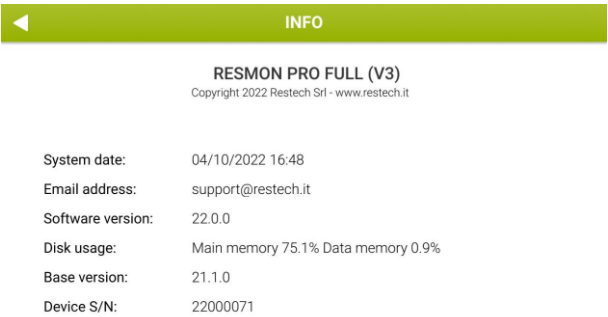 INFO
RESMON PRO FULL (V3)
Copyright 2022 Restech Srl - www.restech.it
System date: 04/10/2022 16:48
Email address: support@restech.it
Software version: 22.0.0
Disk usage: Main memory 75.1% Data memory 0.9%
Base version: 21.1.0
Device S/N: 22000071